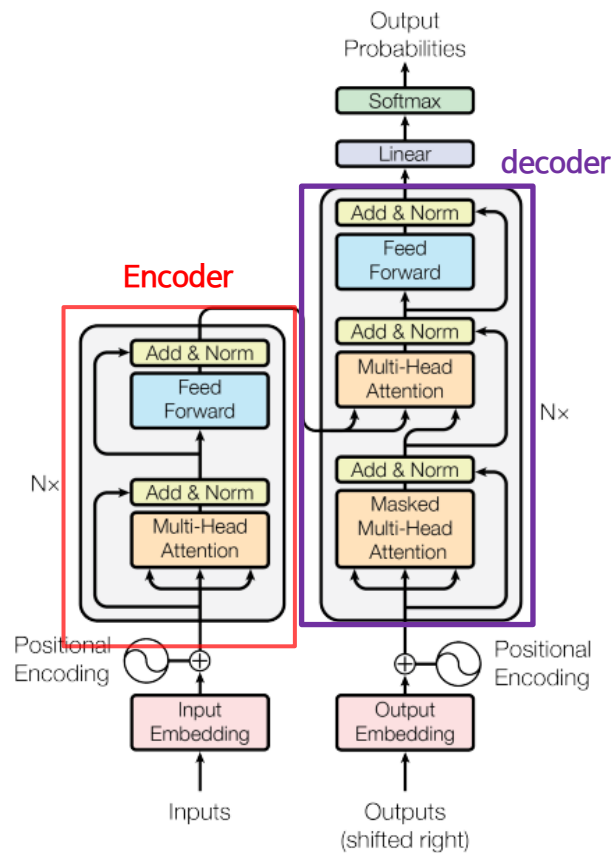 Output
Probabilities
Softmax
Linear
decoder
Add & Norm
Feed
Forward
Add & Norm
Multi-Head
Attention
N×
Add & Norm
Masked
Multi-Head
Attention
Encoder
Add & Norm
Feed
Forward
N×
Add & Norm
Multi-Head
Attention
Positional
Encoding
Positional
Encoding
Input
Embedding
Output
Embedding
Inputs
Outputs
(shifted right)